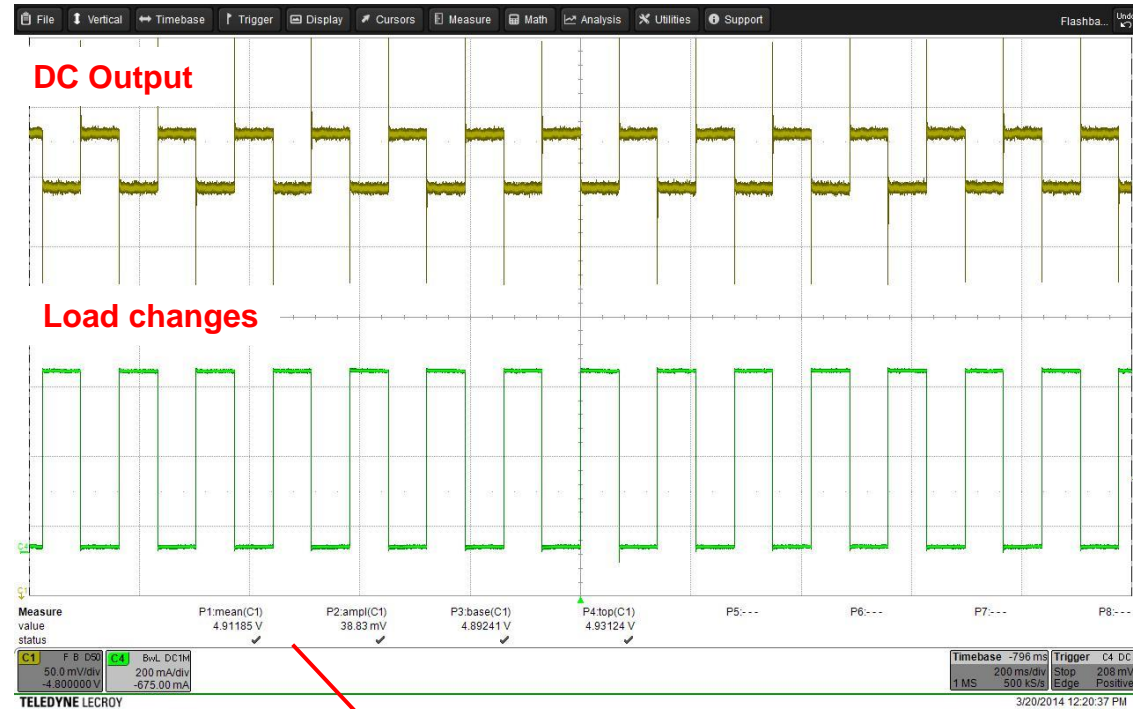 File Vertical Timebase Trigger Display Cursors Measure Math Analysis Utilities Support Flashba... Undo
DC Output
Load changes
C4
C1
Measure P1:mean(C1) P2:ampl(C1) P3:base(C1) P4:top(C1) P5:--- P6:--- P7:--- P8:---
value 4.91185 V 38.83 mV 4.89241 V 4.93124 V
status
C1 F B D50 C4 BwL DC1M Timebase -796 ms Trigger C4 DC
50.0 mV/div 200 mA/div 200 ms/div Stop 208 mV
-4.800000 V -675.00 mA 1 MS 500 kS/s Edge Positive
TELEDYNE LECROY 3/20/2014 12:20:37 PM